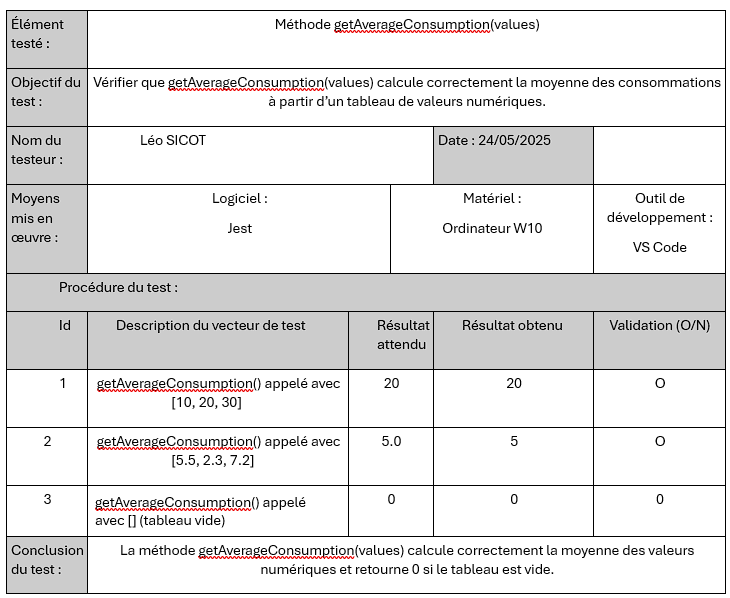 Élément testé :
Méthode getAverageConsumption(values)
Objectif du test :
Vérifier que getAverageConsumption(values) calcule correctement la moyenne des consommations
à partir d'un tableau de valeurs numériques.
Nom du testeur :
Léo SICOT
Date : 24/05/2025
Moyens mis en œuvre :
Logiciel :
Jest
Matériel :
Ordinateur W10
Outil de développement :
VS Code
Procédure du test :
Id
Description du vecteur de test
Résultat attendu
Résultat obtenu
Validation (O/N)
1
getAverageConsumption() appelé avec
[10, 20, 30]
20
20
O
2
getAverageConsumption() appelé avec
[5.5, 2.3, 7.2]
5.0
5
O
3
getAverageConsumption() appelé
avec [] (tableau vide)
0
0
0
Conclusion du test :
La méthode getAverageConsumption(values) calcule correctement la moyenne des valeurs
numériques et retourne 0 si le tableau est vide.